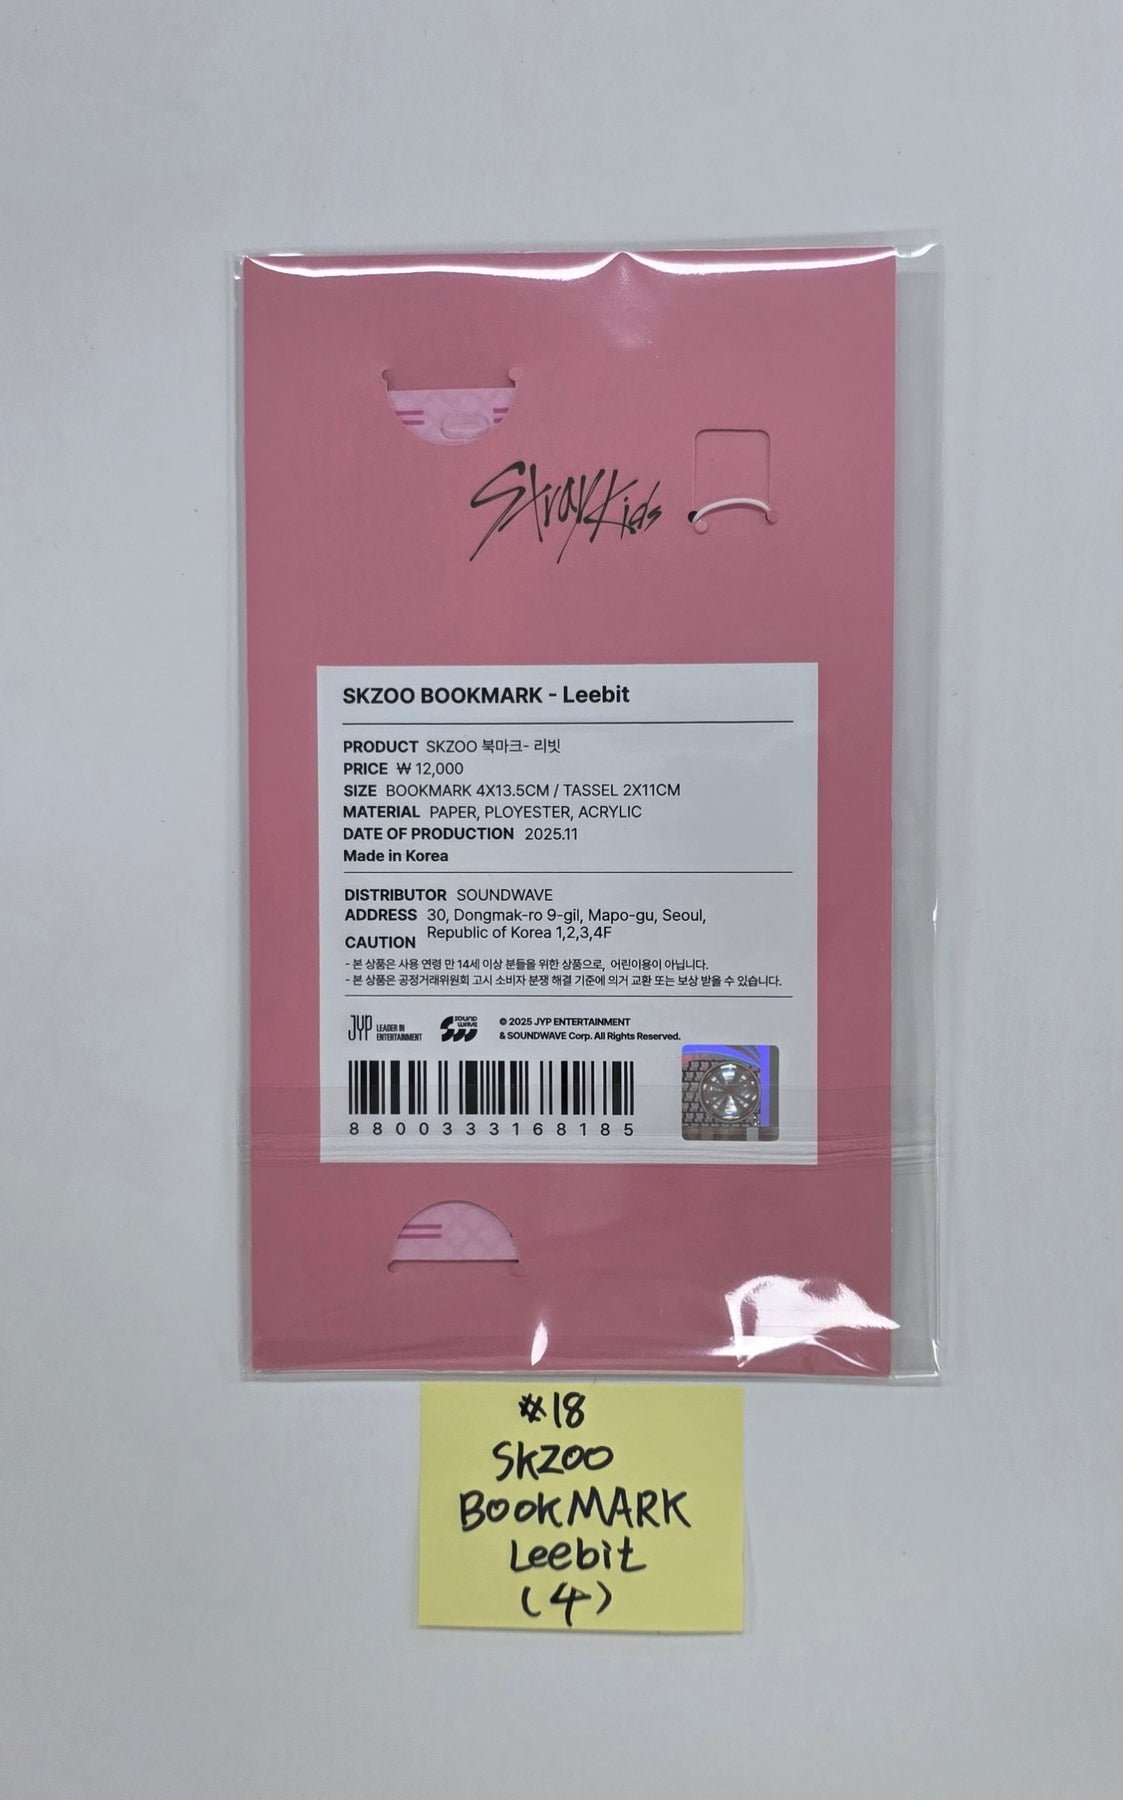 Stray Kids
SKZOO BOOKMARK - Leebit
PRODUCT SKZOO 북마크- 리빗
PRICE ₩ 12,000
SIZE BOOKMARK 4X13.5CM / TASSEL 2X11CM
MATERIAL PAPER, PLOYESTER, ACRYLIC
DATE OF PRODUCTION 2025.11
Made in Korea
DISTRIBUTOR SOUNDWAVE
ADDRESS 30, Dongmak-ro 9-gil, Mapo-gu, Seoul,
Republic of Korea 1,2,3,4F
CAUTION
- 본 상품은 사용 연령 만 14세 이상 분들을 위한 상품으로, 어린이용이 아닙니다.
- 본 상품은 공정거래위원회 고시 소비자 분쟁 해결 기준에 의거 교환 또는 보상 받을 수 있습니다.
JYP LEADER IN ENTERTAINMENT
SOUND WAVE
© 2025 JYP ENTERTAINMENT
& SOUNDWAVE Corp. All Rights Reserved.
8800333168185
#18
SKZOO
BOOKMARK
Leebit
(4)